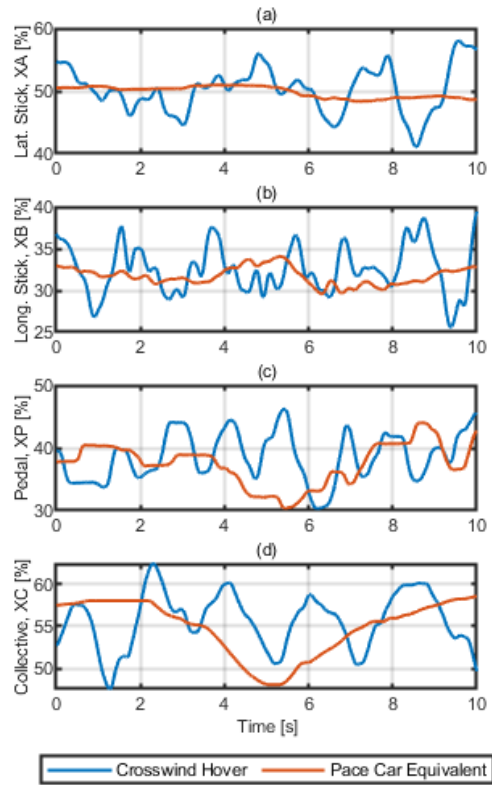 (a)
Lat. Stick, XA [%]
60
50
40
0 2 4 6 8 10
(b)
Long. Stick, XB [%]
40
35
30
25
0 2 4 6 8 10
(c)
Pedal, XP [%]
50
40
30
0 2 4 6 8 10
(d)
Collective, XC [%]
60
55
50
0 2 4 6 8 10
Time [s]
Crosswind Hover Pace Car Equivalent